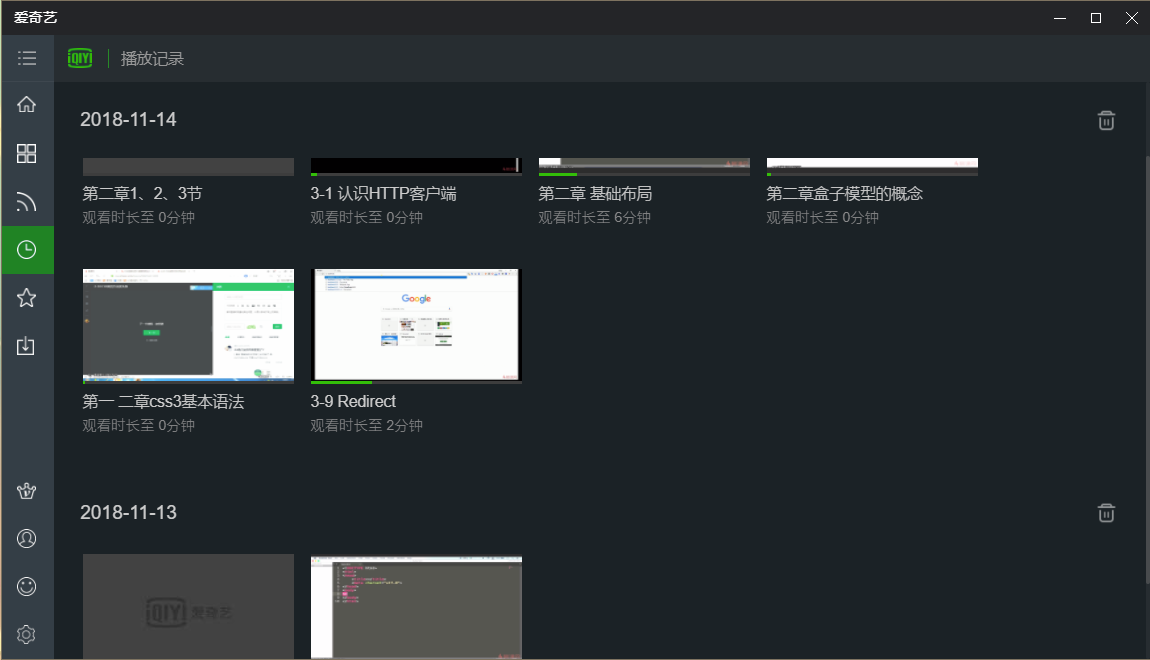 爱奇艺
iQIYI
播放记录
2018-11-14
第二章1、2、3节
观看时长至 0分钟
3-1 认识HTTP客户端
观看时长至 0分钟
第二章 基础布局
观看时长至 6分钟
第二章盒子模型的概念
观看时长至 0分钟
Google
第一 二章css3基本语法
观看时长至 0分钟
3-9 Redirect
观看时长至 2分钟
2018-11-13
iQIYI 爱奇艺